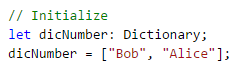 // Initialize
let dicNumber: Dictionary;
dicNumber = ["Bob", "Alice"];